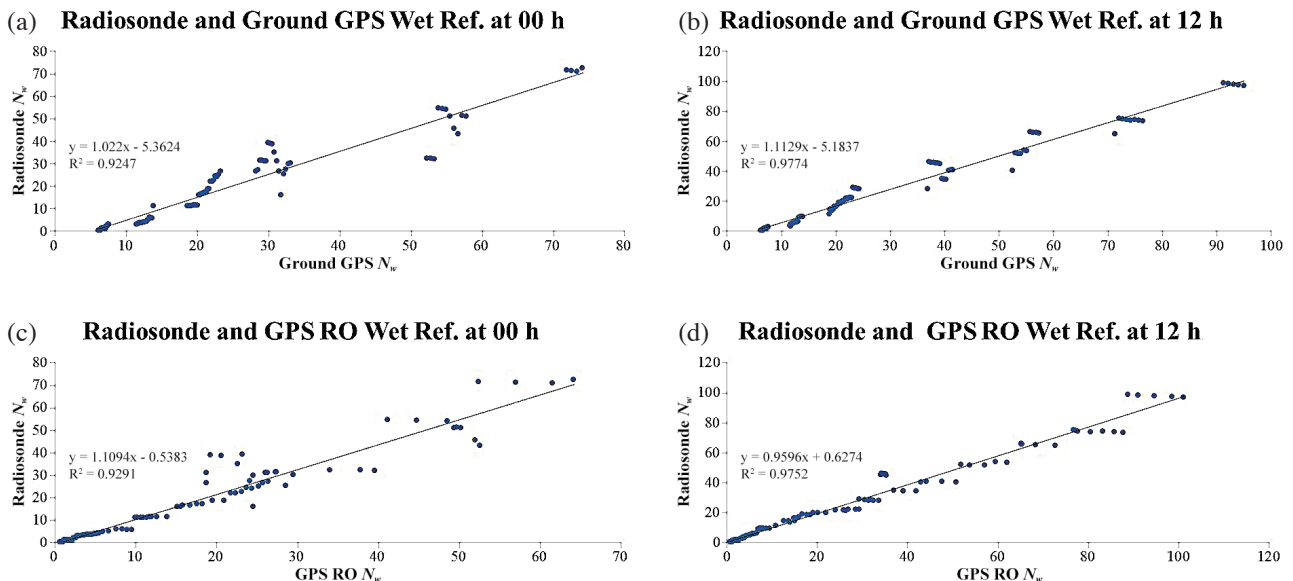 (a) Radiosonde and Ground GPS Wet Ref. at 00 h
80
70
60
50
40
30
20
10
0
Radiosonde Nw
y = 1.022x - 5.3624
R² = 0.9247
0 10 20 30 40 50 60 70 80
Ground GPS Nw
(b) Radiosonde and Ground GPS Wet Ref. at 12 h
120
100
80
60
40
20
0
Radiosonde Nw
y = 1.1129x - 5.1837
R² = 0.9774
0 10 20 30 40 50 60 70 80 90 100
Ground GPS Nw
(c) Radiosonde and GPS RO Wet Ref. at 00 h
80
70
60
50
40
30
20
10
0
Radiosonde Nw
y = 1.1094x - 0.5383
R² = 0.9291
0 10 20 30 40 50 60 70
GPS RO Nw
(d) Radiosonde and GPS RO Wet Ref. at 12 h
120
100
80
60
40
20
0
Radiosonde Nw
y = 0.9596x + 0.6274
R² = 0.9752
0 20 40 60 80 100 120
GPS RO Nw